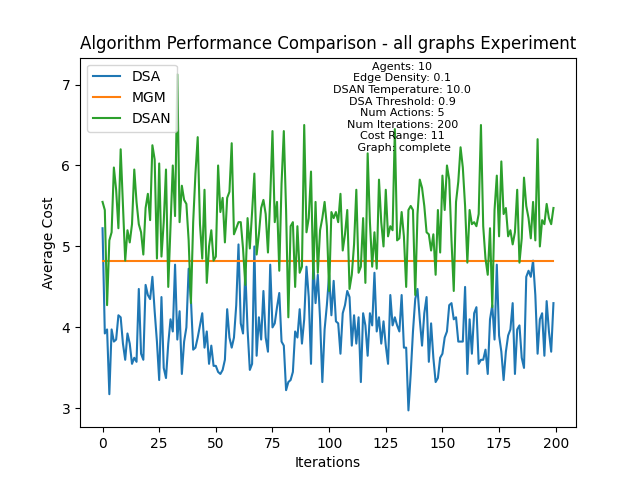 Algorithm Performance Comparison - all graphs Experiment
DSA
MGM
DSAN
Agents: 10
Edge Density: 0.1
DSAN Temperature: 10.0
DSA Threshold: 0.9
Num Actions: 5
Num Iterations: 200
Cost Range: 11
Graph: complete
Average Cost
7
6
5
4
3
0
25
50
75
100
125
150
175
200
Iterations